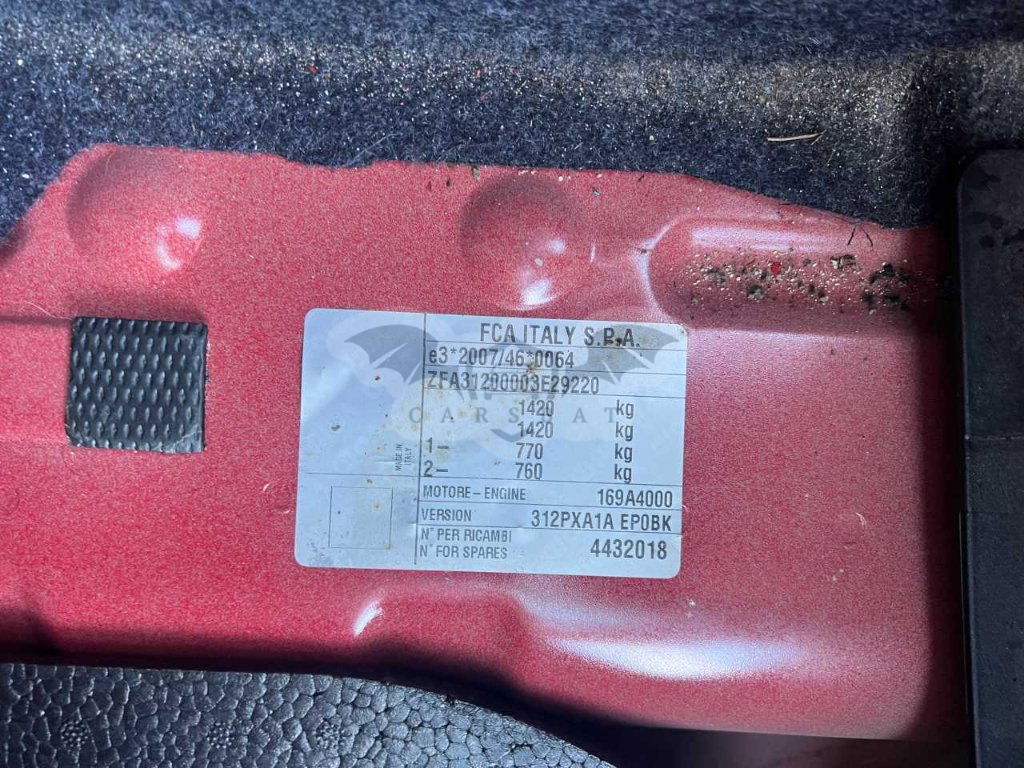 FCA ITALY S.P.A.
e3*2007/46*0064
ZFA31200003E29220
1420 kg
1420 kg
1- 770 kg
2- 760 kg
MADE IN
ITALY
MOTORE-ENGINE 169A4000
VERSION 312PXA1A EP0BK
N° PER RICAMBI
N° FOR SPARES 4432018